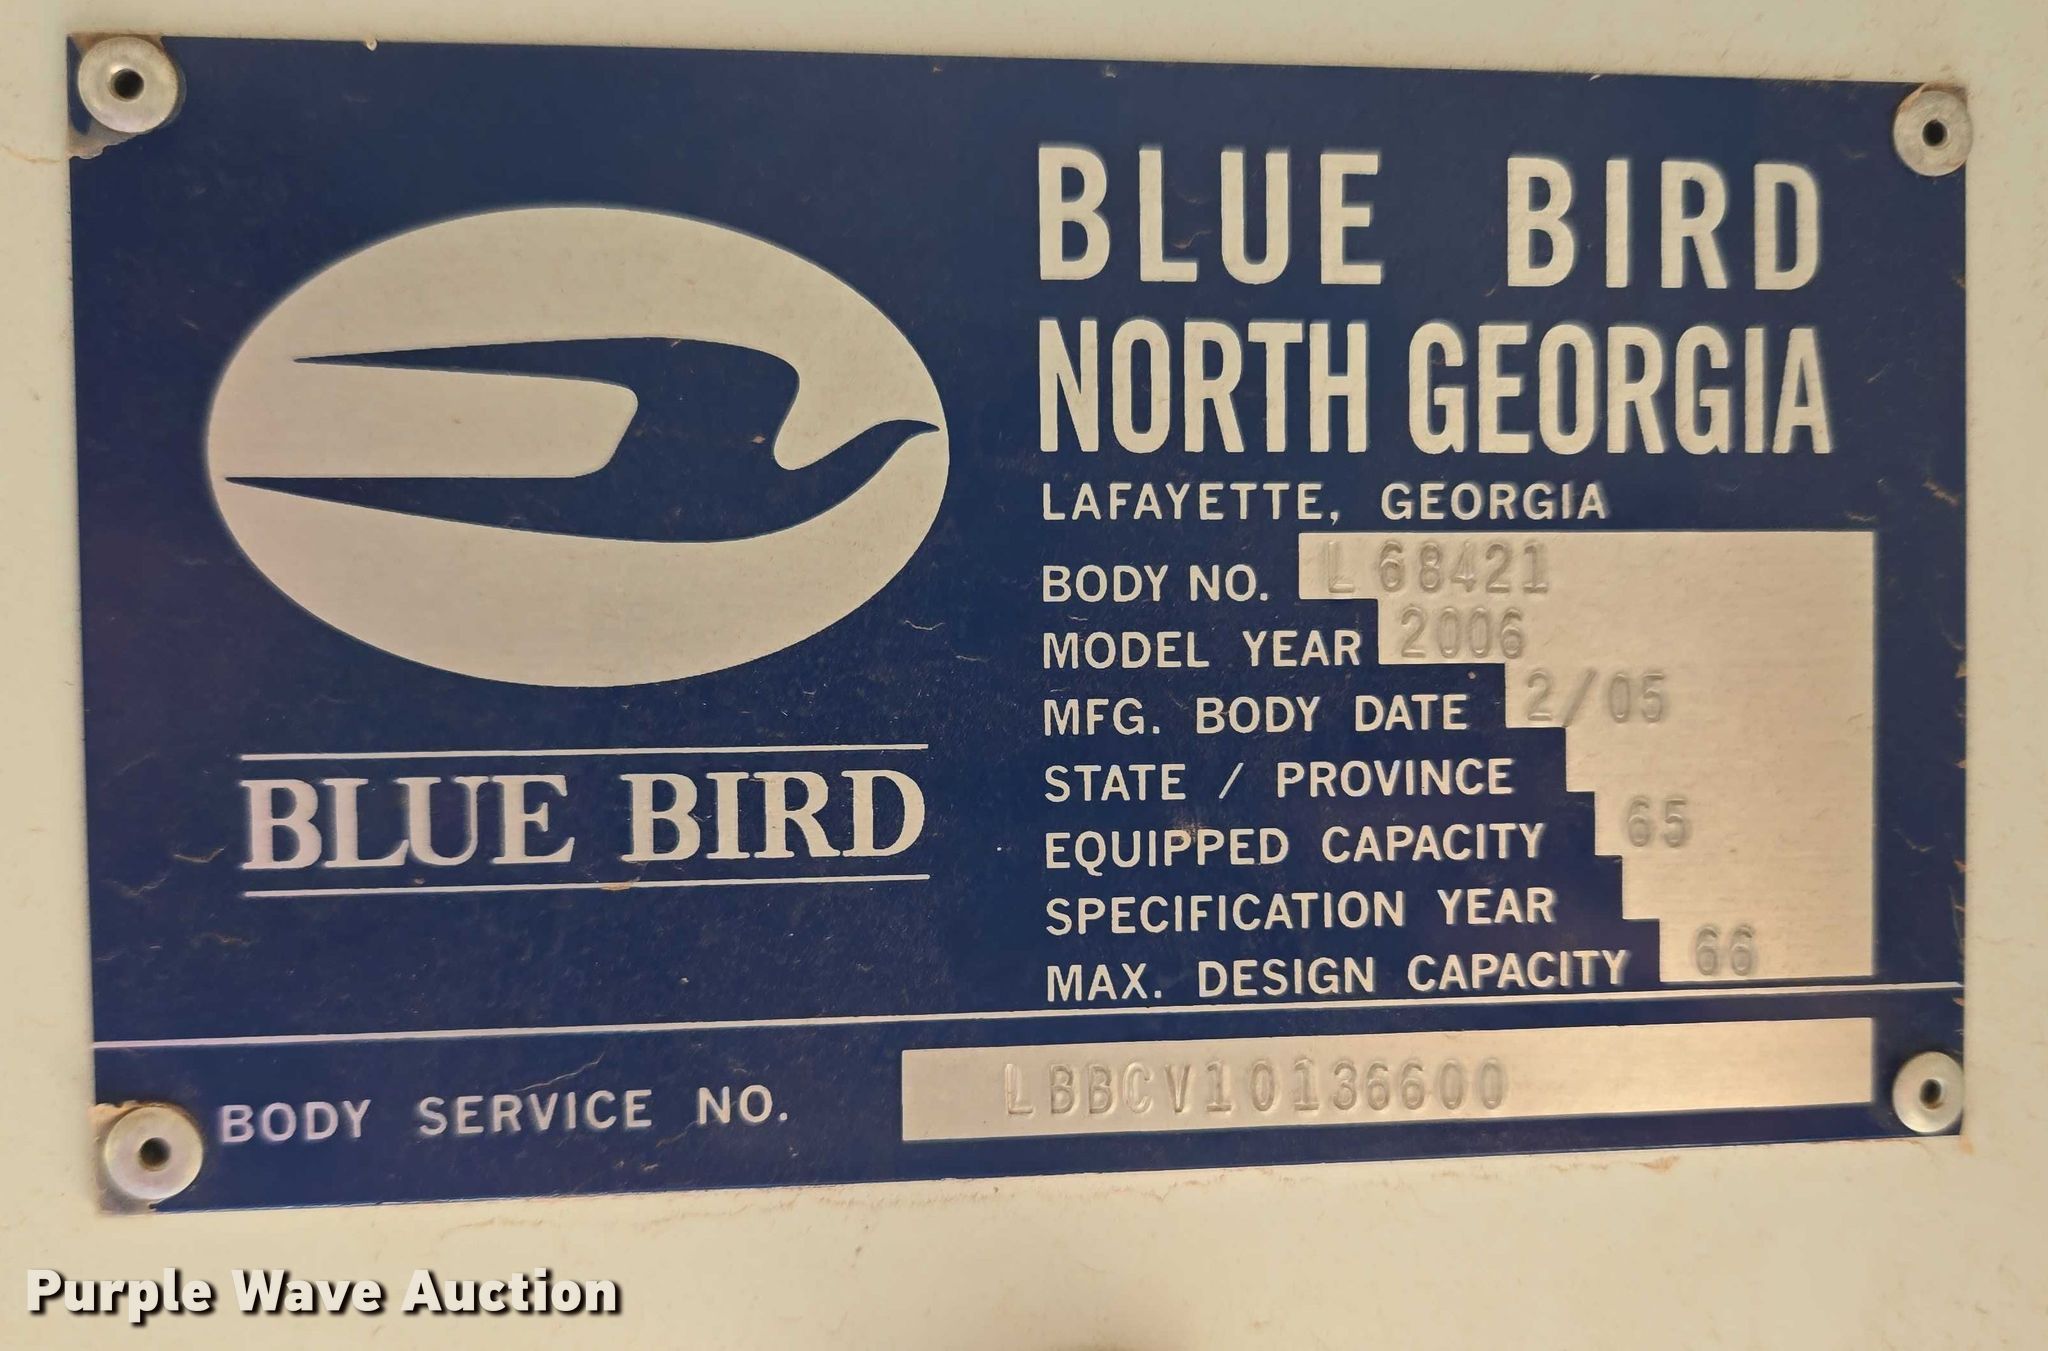 BLUE BIRD
NORTH GEORGIA
LAFAYETTE, GEORGIA
BODY NO. L 68421
MODEL YEAR 2006
MFG. BODY DATE 2/05
STATE / PROVINCE
EQUIPPED CAPACITY 65
SPECIFICATION YEAR
MAX. DESIGN CAPACITY 66
BLUE BIRD
BODY SERVICE NO. LBBCV10136600
Purple Wave Auction